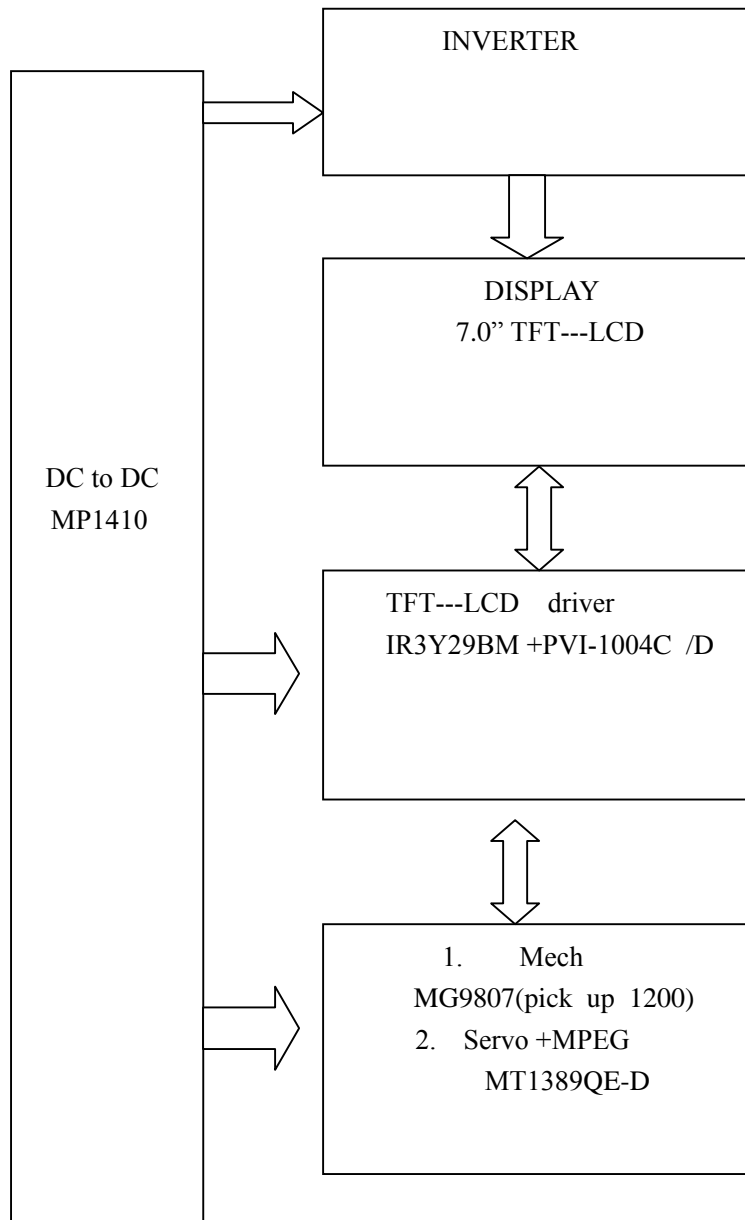 INVERTER
DISPLAY
7.0” TFT---LCD
DC to DC
MP1410
TFT---LCD driver
IR3Y29BM +PVI-1004C /D
1. Mech
MG9807(pick up 1200)
2. Servo +MPEG
MT1389QE-D